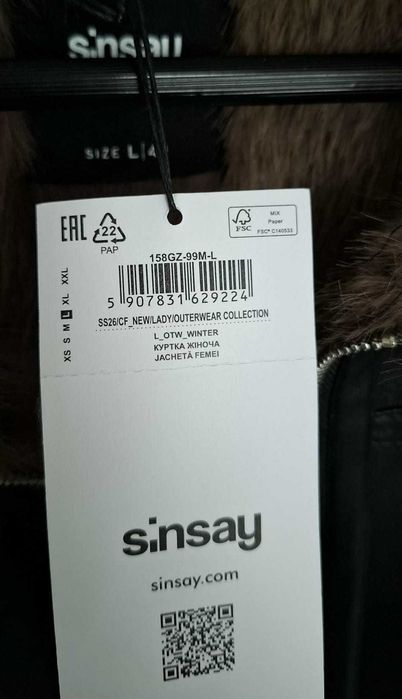 sinsay
SIZE L|4
EAC
22
PAP
FSC
MIX
Paper
FSC® C140533
XS S M L XL XXL
158GZ-99M-L
5 907831 629224
SS26/CF_NEW/LADY/OUTERWEAR COLLECTION
L_OTW_WINTER
КУРТКА ЖІНОЧА
JACHETĂ FEMEI
sinsay
sinsay.com